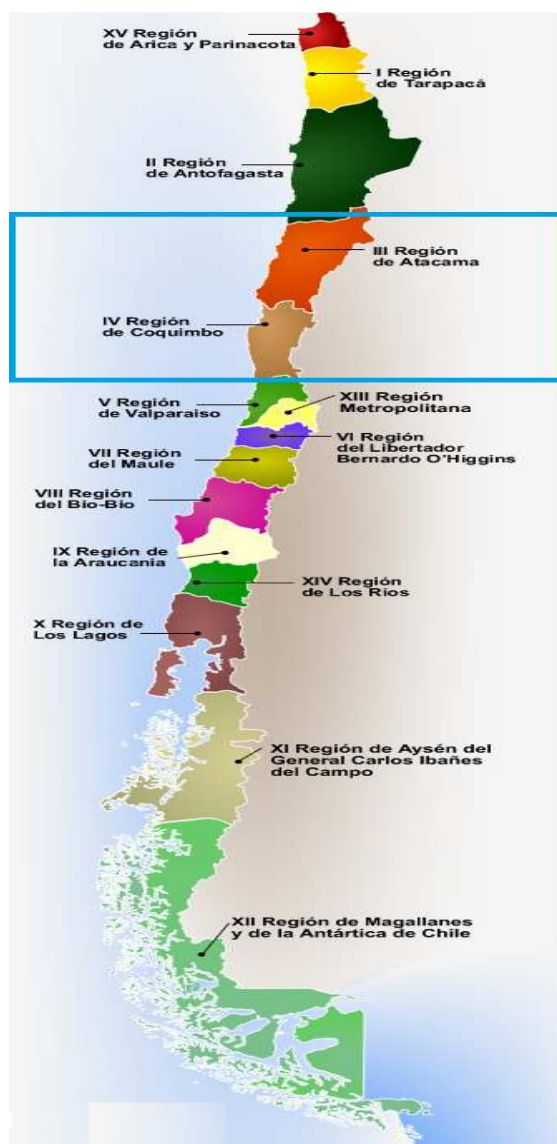 XV Región
de Arica y Parinacota
I Región
de Tarapacá
II Región
de Antofagasta
III Región
de Atacama
IV Región
de Coquimbo
V Región
de Valparaiso
XIII Región
Metropolitana
VI Región
del Libertador
Bernardo O'Higgins
VII Región
del Maule
VIII Región
del Bío-Bío
IX Región de
la Araucania
XIV Región
de Los Ríos
X Región de
Los Lagos
XI Región de Aysén del
General Carlos Ibañes
del Campo
XII Región de Magallanes
y de la Antártica de Chile